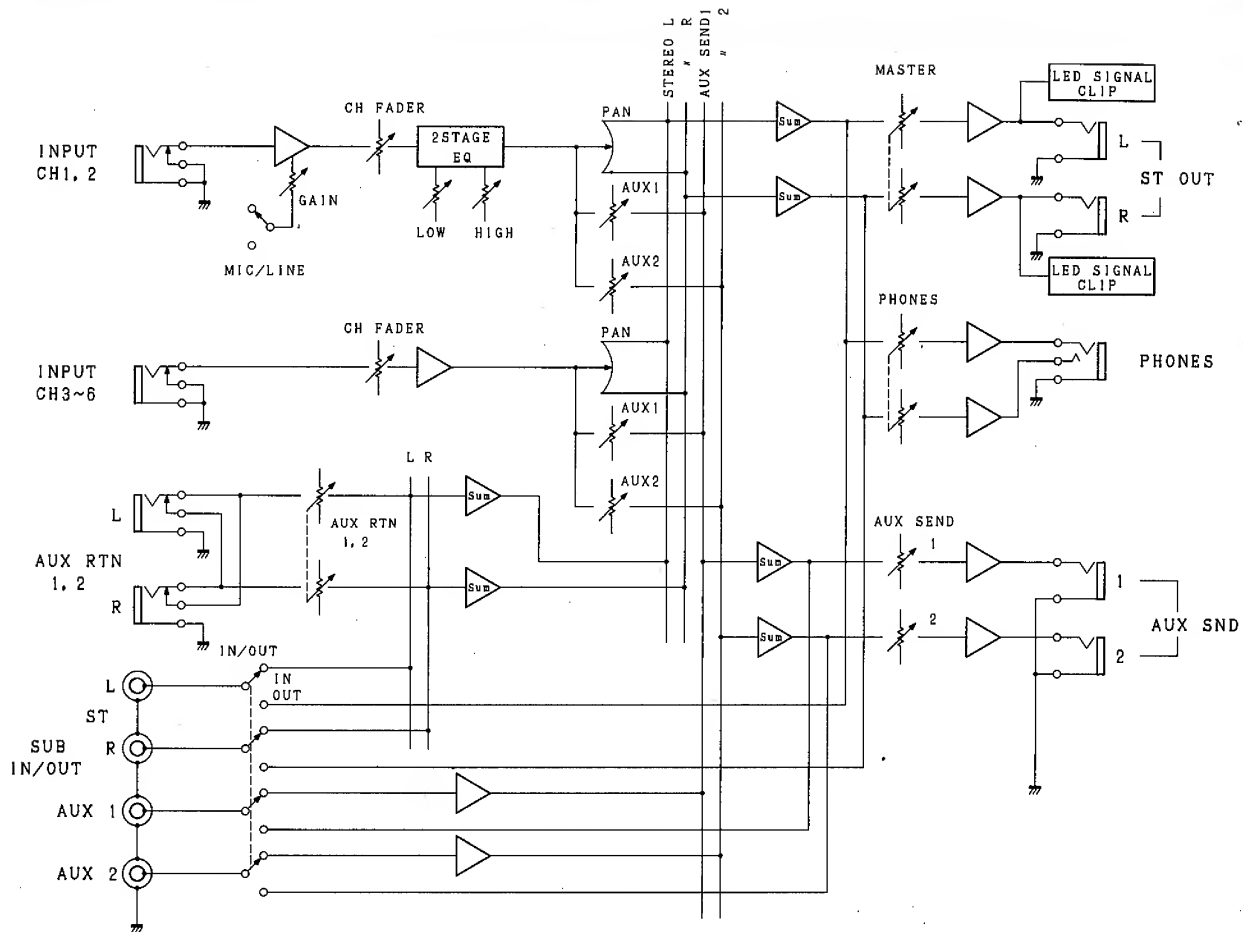 STEREO L
〃 R
AUX SEND1
〃 2
MASTER
LED SIGNAL
CLIP
CH FADER
PAN
INPUT
CH1, 2
2STAGE
EQ
Sum
L
ST OUT
GAIN
AUX1
LOW
HIGH
Sum
R
MIC/LINE
AUX2
LED SIGNAL
CLIP
CH FADER
PAN
PHONES
INPUT
CH3~6
PHONES
AUX1
L R
AUX2
L
Sum
AUX RTN
1, 2
AUX SEND
1
AUX RTN
1, 2
Sum
Sum
1
R
AUX SND
2
Sum
2
IN/OUT
L
IN
OUT
ST
SUB
IN/OUT
R
AUX 1
AUX 2